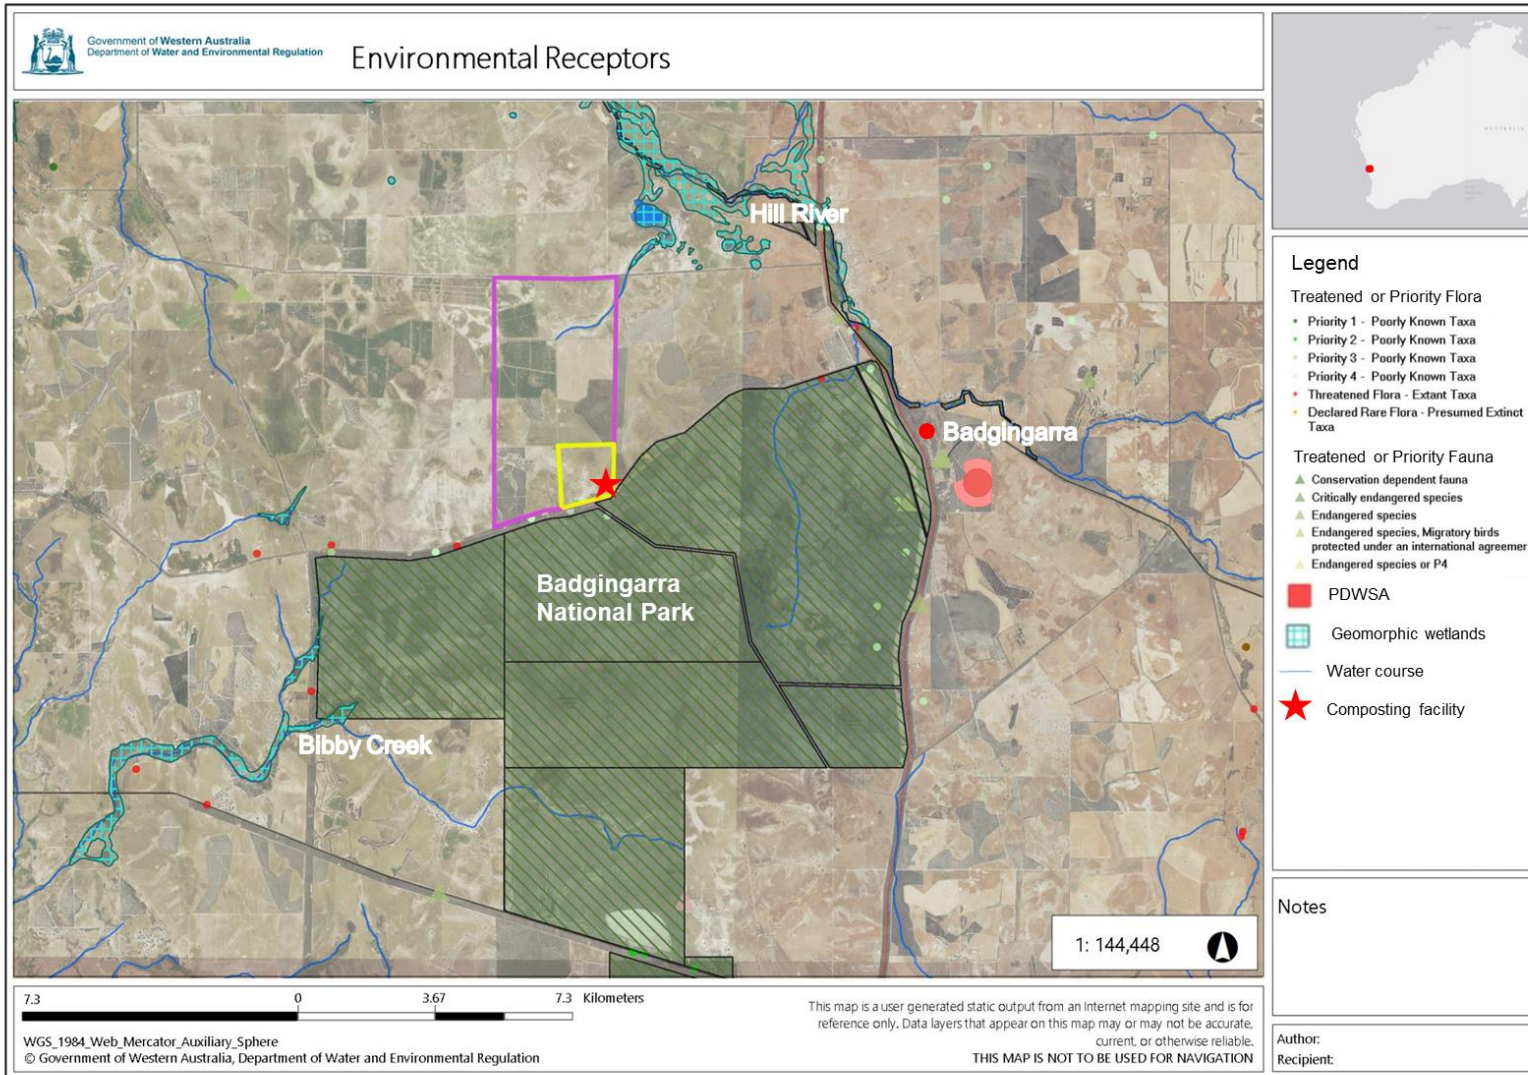 Government of Western Australia
Department of Water and Environmental Regulation
Environmental Receptors
Hill River
Badgingarra
Badgingarra
National Park
Bibby Creek
1: 144,448
AUSTRALIA
Legend
Treatened or Priority Flora
Priority 1 - Poorly Known Taxa
Priority 2 - Poorly Known Taxa
Priority 3 - Poorly Known Taxa
Priority 4 - Poorly Known Taxa
Threatened Flora - Extant Taxa
Declared Rare Flora - Presumed Extinct
Taxa
Treatened or Priority Fauna
Conservation dependent fauna
Critically endangered species
Endangered species
Endangered species, Migratory birds
protected under an international agreemer
Endangered species or P4
PDWSA
Geomorphic wetlands
Water course
Composting facility
Notes
7.3 0 3.67 7.3 Kilometers
WGS_1984_Web_Mercator_Auxiliary_Sphere
© Government of Western Australia, Department of Water and Environmental Regulation
This map is a user generated static output from an Internet mapping site and is for
reference only. Data layers that appear on this map may or may not be accurate,
current, or otherwise reliable.
THIS MAP IS NOT TO BE USED FOR NAVIGATION
Author:
Recipient: